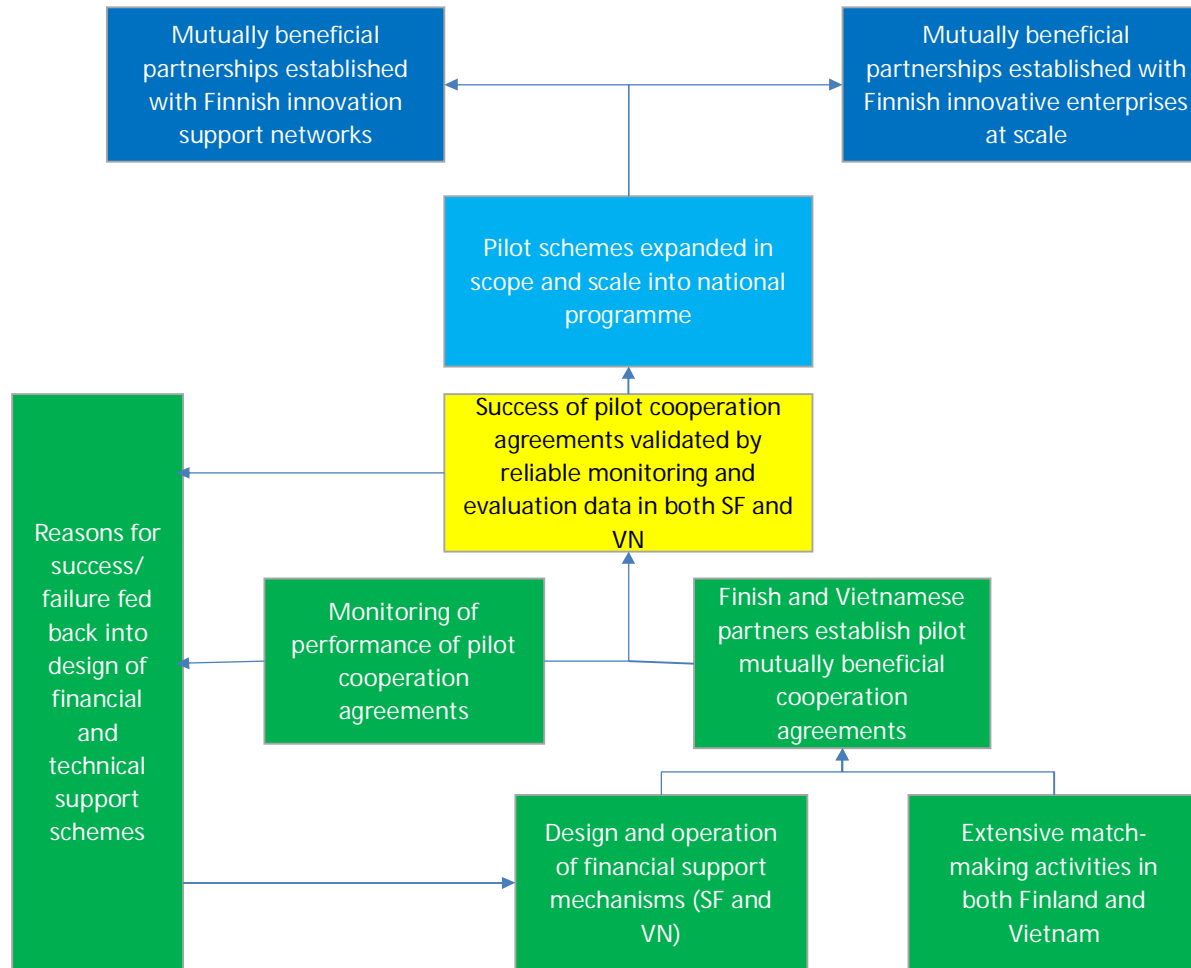 Mutually beneficial
partnerships established
with Finnish innovation
support networks
Mutually beneficial
partnerships established with
Finnish innovative enterprises
at scale
Pilot schemes expanded in
scope and scale into national
programme
Success of pilot cooperation
agreements validated by
reliable monitoring and
evaluation data in both SF and
VN
Reasons for
success/
failure fed
back into
design of
financial
and
technical
support
schemes
Monitoring of
performance of pilot
cooperation
agreements
Finish and Vietnamese
partners establish pilot
mutually beneficial
cooperation
agreements
Design and operation
of financial support
mechanisms (SF and
VN)
Extensive match-
making activities in
both Finland and
Vietnam